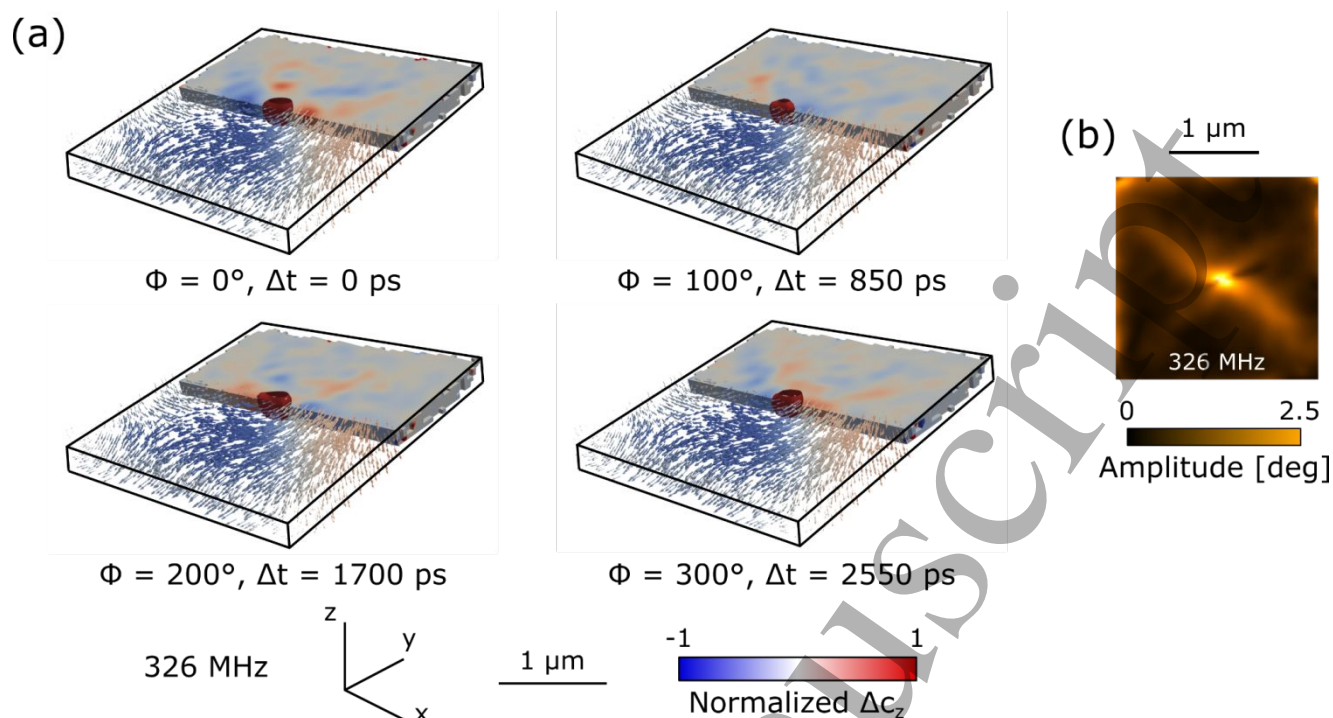 (a)
Φ = 0°, Δt = 0 ps
Φ = 100°, Δt = 850 ps
Φ = 200°, Δt = 1700 ps
Φ = 300°, Δt = 2550 ps
326 MHz
z
y
x
1 µm
-1 1
Normalized Δc_z
(b)
1 µm
326 MHz
0 2.5
Amplitude [deg]
uscript